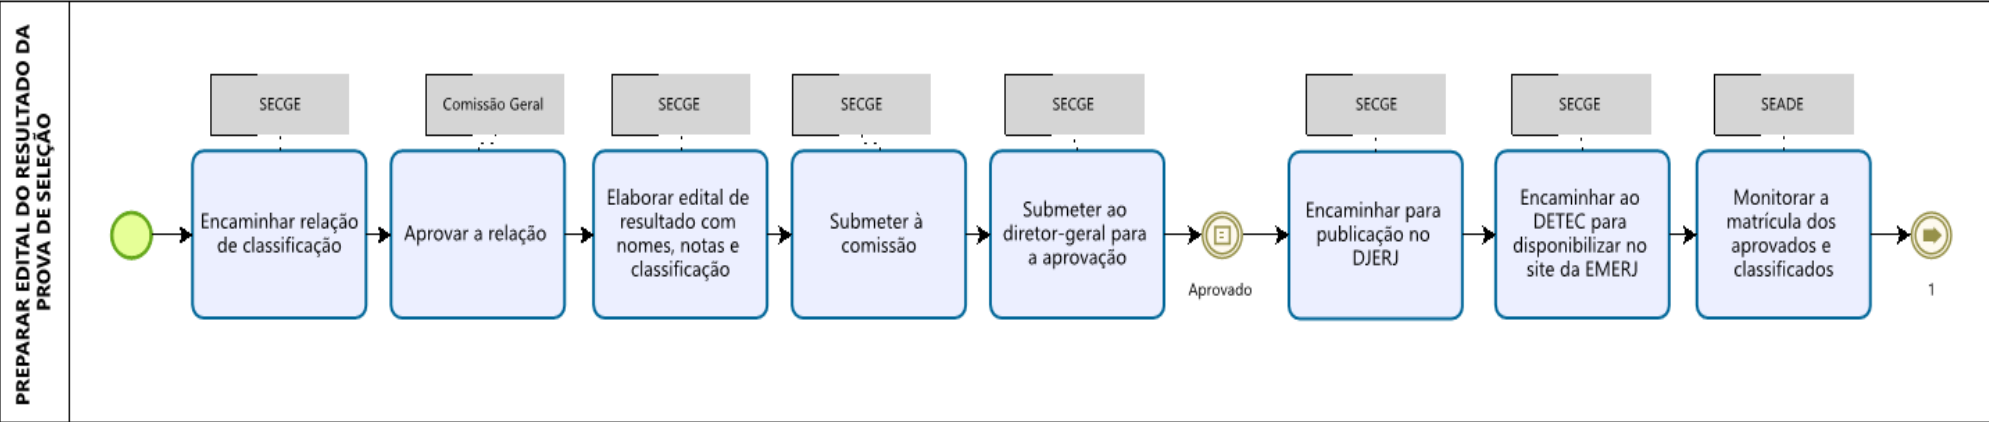 PREPARAR EDITAL DO RESULTADO DA
PROVA DE SELEÇÃO
SECGE
Encaminhar relação
de classificação
Comissão Geral
Aprovar a relação
SECGE
Elaborar edital de
resultado com
nomes, notas e
classificação
SECGE
Submeter à
comissão
SECGE
Submeter ao
diretor-geral para
a aprovação
Aprovado
SECGE
Encaminhar para
publicação no
DJERJ
SECGE
Encaminhar ao
DETEC para
disponibilizar no
site da EMERJ
SEADE
Monitorar a
matrícula dos
aprovados e
classificados
1